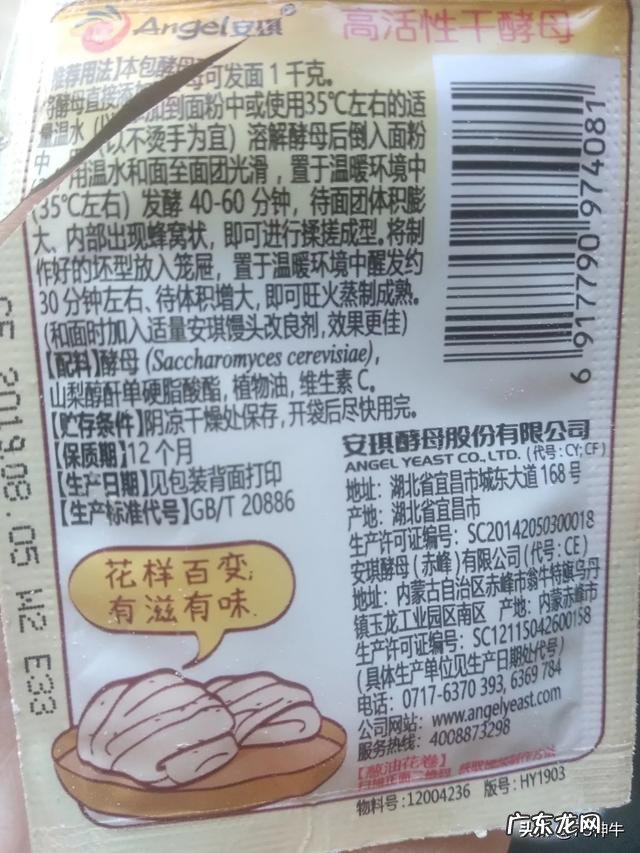 Angel安琪®
高活性干酵母
推荐用法】本包酵母可发面1千克。
将酵母直接添加到面粉中或使用35℃左右的适
量温水(以不烫手为宜)溶解酵母后倒入面粉
中
用温水和面至面团光滑,置于温暖环境中
(35℃左右)发酵40-60分钟,待面团体积膨
大、内部出现蜂窝状,即可进行揉搓成型。将制
作好的坯型放入笼屉,置于温暖环境中醒发约
30分钟左右、待体积增大,即可旺火蒸制成熟。
(和面时加入适量安琪馒头改良剂,效果更佳)
【配料】酵母(Saccharomyces cerevisiae),
山梨醇酐单硬脂酸酯,植物油,维生素C。
【贮存条件】阴凉干燥处保存,开袋后尽快用完。
【保质期】12个月
【生产日期】见包装背面打印
【生产标准代号】GB/T 20886
6 917790 974081
安琪酵母股份有限公司
ANGEL YEAST CO., LTD. (代号:CY;CF)
地址:湖北省宜昌市城东大道168号
产地:湖北省宜昌市
生产许可证编号:SC20142050300018
安琪酵母(赤峰)有限公司(代号:CE)
地址:内蒙古自治区赤峰市翁牛特旗乌丹
镇玉龙工业园区南区 产地:内蒙赤峰市
生产许可证编号:SC12115042600158
(具体生产单位见生产日期处代号)
电话:0717-6370 393, 6369 784
公司网站:www.angelyeast.com
服务热线:4008873298
【葱油花卷】
物料号:12004236 版号:HY1903
花样百变,
有滋有味.
CF 2019.08.05 W2 E33
广东龙网